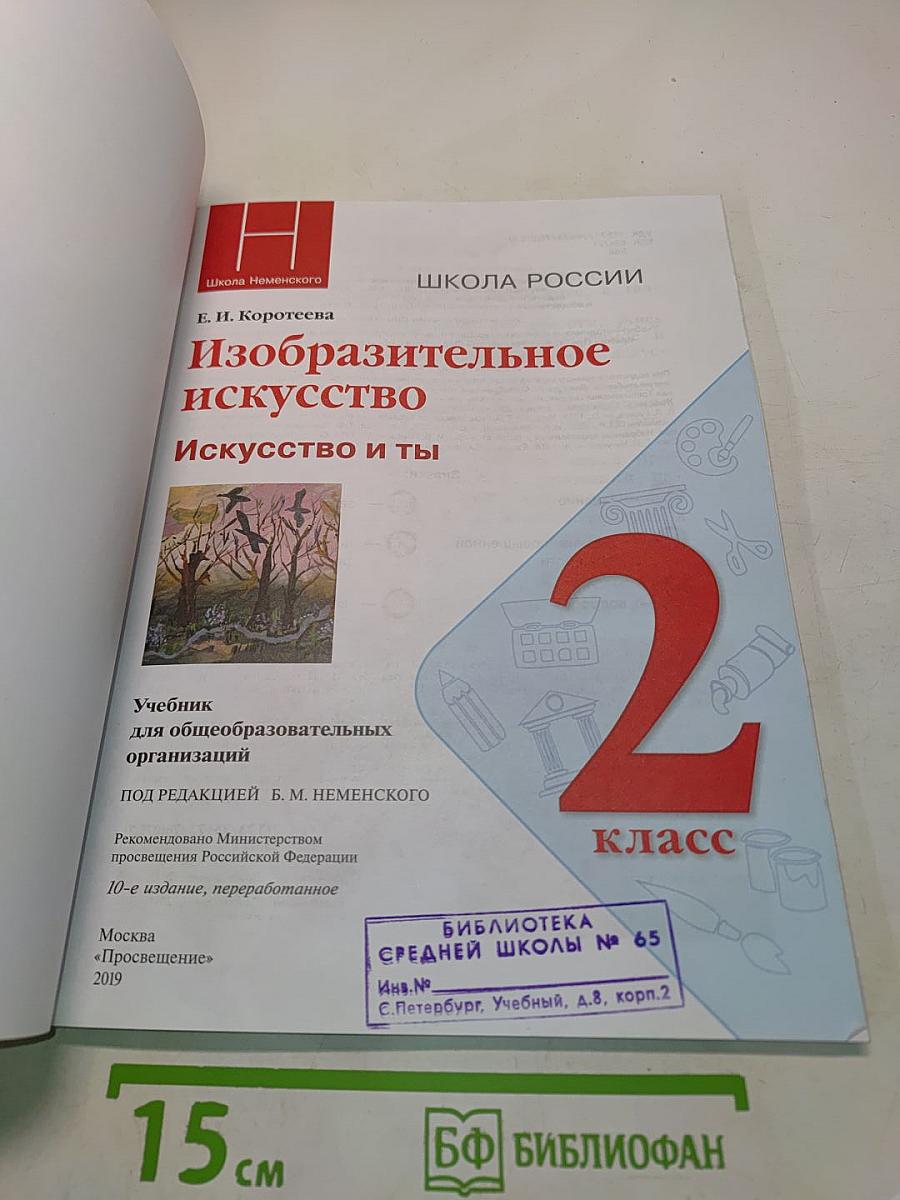 Школа Неменского
ШКОЛА РОССИИ
Е. И. Коротеева
Изобразительное
искусство
Искусство и ты
Учебник
для общеобразовательных
организаций
ПОД РЕДАКЦИЕЙ Б. М. НЕМЕНСКОГО
Рекомендовано Министерством
просвещения Российской Федерации
10-е издание, переработанное
Москва
«Просвещение»
2019
2
класс
БИБЛИОТЕКА
СРЕДНЕЙ ШКОЛЫ № 65
Инв.№
С.Петербург, Учебный, д.8, корп.2
15 см
БФ БИБЛИОФАН